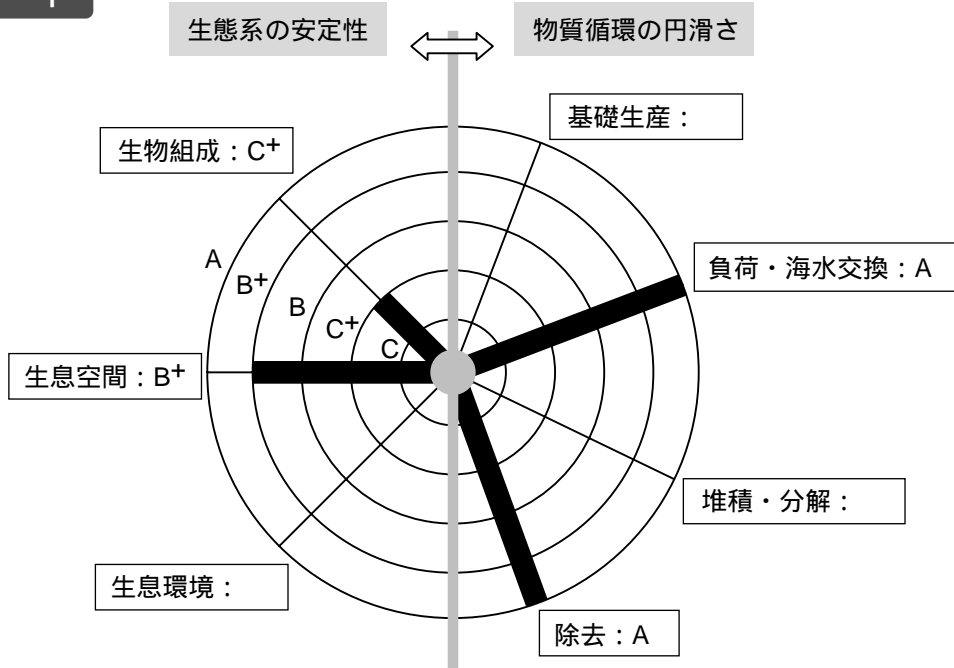 生態系の安定性
物質循環の円滑さ
基礎生産：
生物組成：C+
負荷・海水交換：A
A
B+
B
C+
C
生息空間：B+
堆積・分解：
生息環境：
除去：A